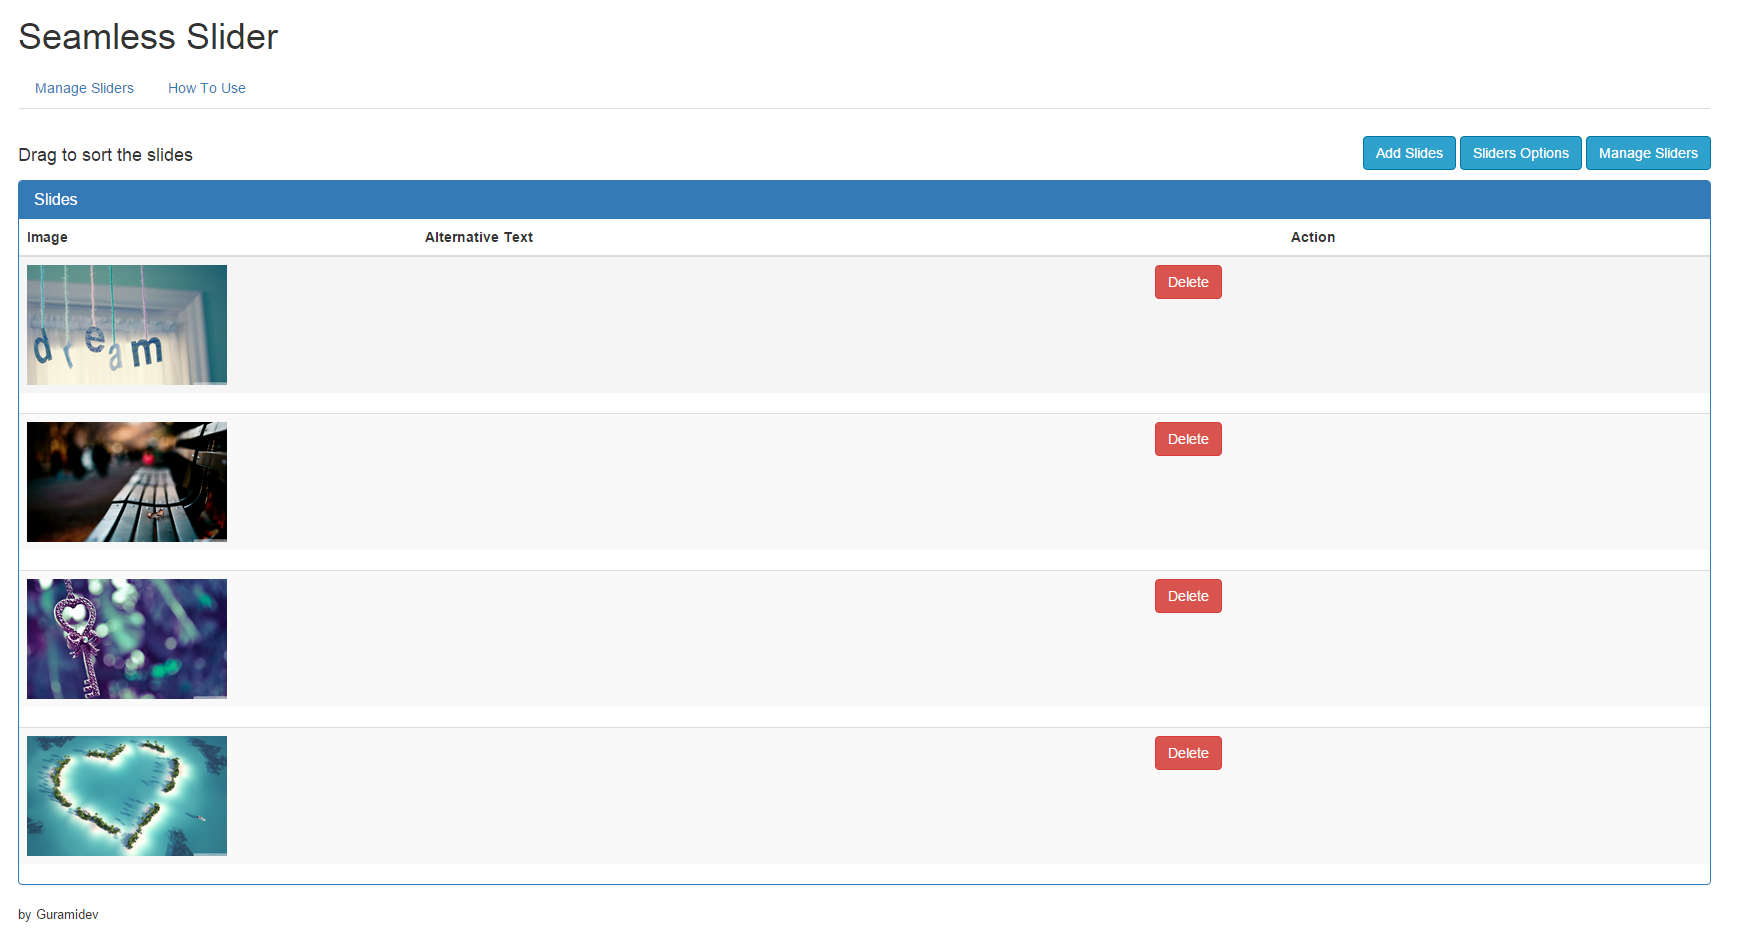 Seamless Slider
Manage Sliders How To Use
Drag to sort the slides
Add Slides Sliders Options Manage Sliders
Slides
Image Alternative Text Action
Delete
dream
Delete
Delete
Delete
by Guramidev